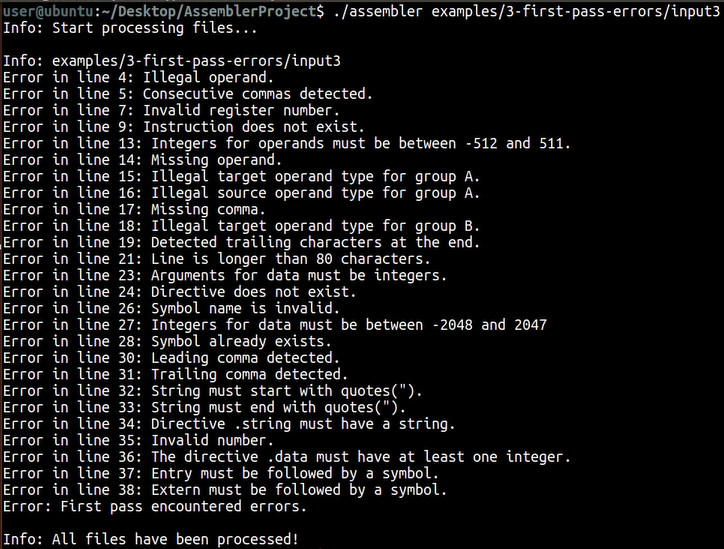 user@ubuntu:~/Desktop/AssemblerProject$ ./assembler examples/3-first-pass-errors/input3
Info: Start processing files...
Info: examples/3-first-pass-errors/input3
Error in line 4: Illegal operand.
Error in line 5: Consecutive commas detected.
Error in line 7: Invalid register number.
Error in line 9: Instruction does not exist.
Error in line 13: Integers for operands must be between -512 and 511.
Error in line 14: Missing operand.
Error in line 15: Illegal target operand type for group A.
Error in line 16: Illegal source operand type for group A.
Error in line 17: Missing comma.
Error in line 18: Illegal target operand type for group B.
Error in line 19: Detected trailing characters at the end.
Error in line 21: Line is longer than 80 characters.
Error in line 23: Arguments for data must be integers.
Error in line 24: Directive does not exist.
Error in line 26: Symbol name is invalid.
Error in line 27: Integers for data must be between -2048 and 2047
Error in line 28: Symbol already exists.
Error in line 30: Leading comma detected.
Error in line 31: Trailing comma detected.
Error in line 32: String must start with quotes(").
Error in line 33: String must end with quotes(").
Error in line 34: Directive .string must have a string.
Error in line 35: Invalid number.
Error in line 36: The directive .data must have at least one integer.
Error in line 37: Entry must be followed by a symbol.
Error in line 38: Extern must be followed by a symbol.
Error: First pass encountered errors.
Info: All files have been processed!